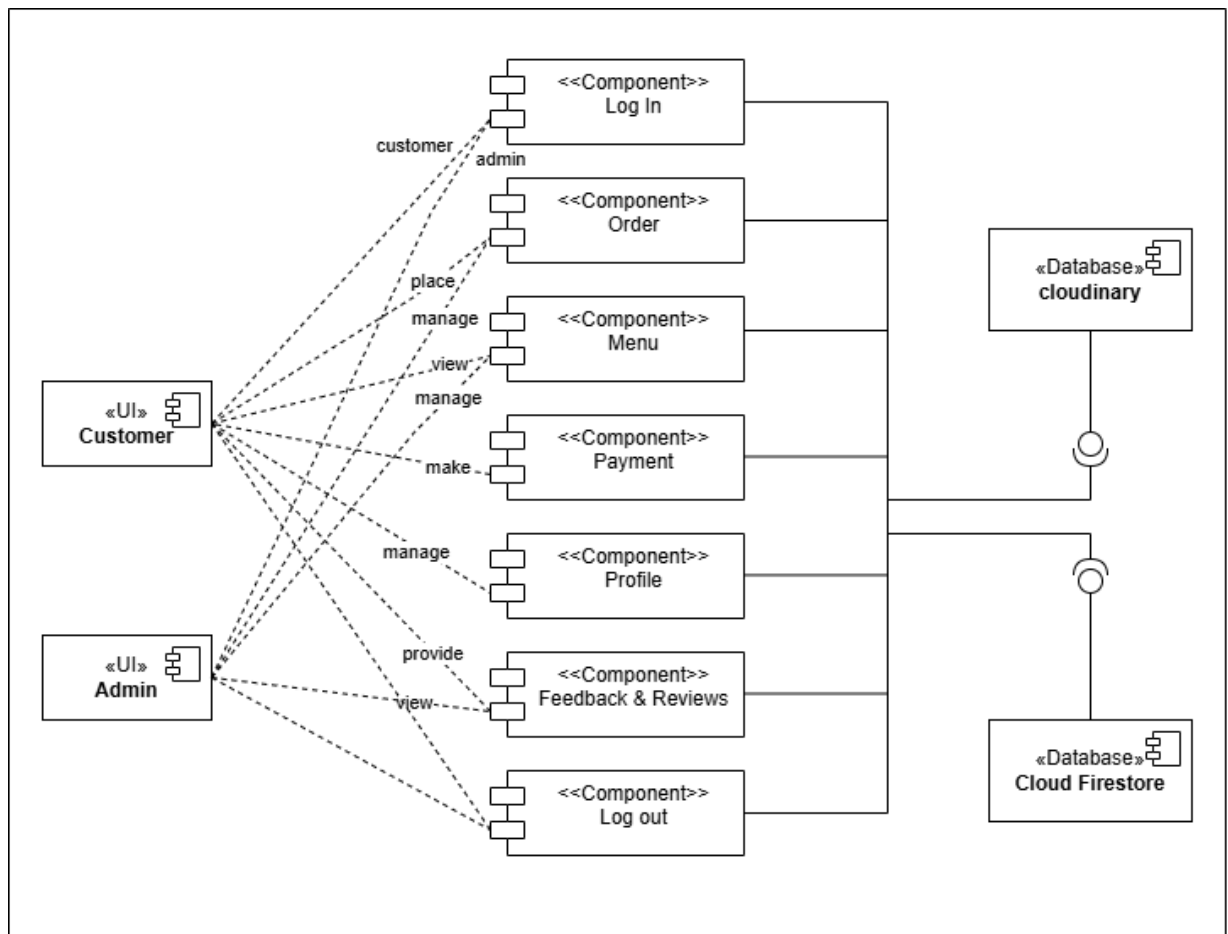 <<Component>>
Log In
customer
admin
<<Component>>
Order
place
manage
<<Component>>
Menu
view
manage
«Database»
cloudinary
«UI»
Customer
<<Component>>
Payment
make
<<Component>>
Profile
manage
«UI»
Admin
<<Component>>
Feedback & Reviews
provide
view
«Database»
Cloud Firestore
<<Component>>
Log out